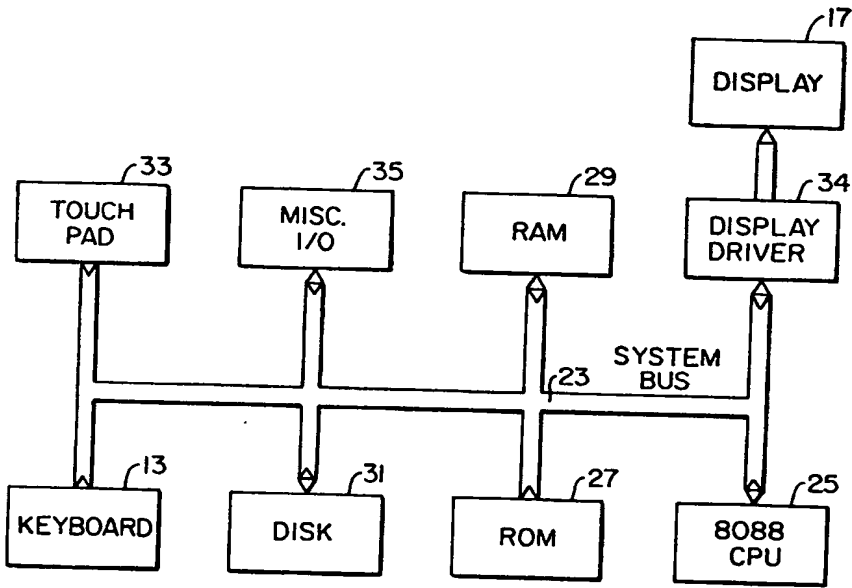 17
DISPLAY
33
TOUCH
PAD
35
MISC.
I/O
29
RAM
34
DISPLAY
DRIVER
SYSTEM
BUS
23
13
KEYBOARD
31
DISK
27
ROM
25
8088
CPU